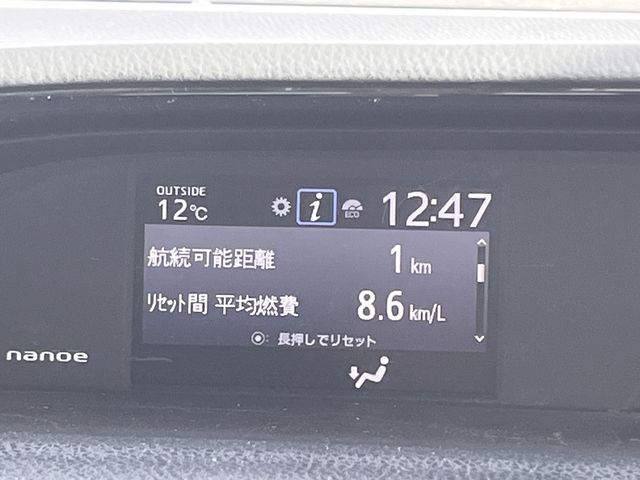 OUTSIDE
12℃
ECO
12:47
航続可能距離 1 km
ﾘｾｯﾄ間 平均燃費 8.6 km/L
長押しでリセット
nanoe